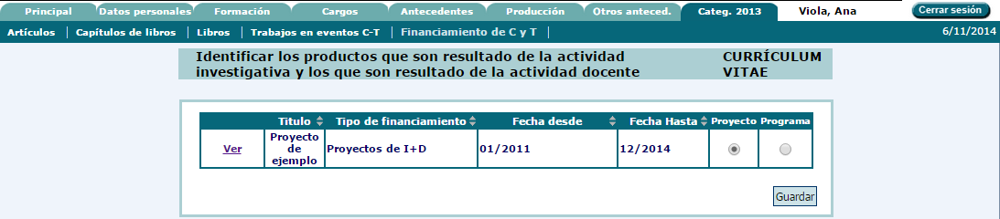 Principal Datos personales Formación Cargos Antecedentes Producción Otros anteced. Categ. 2013 Viola, Ana Cerrar sesión
Artículos Capítulos de libros Libros Trabajos en eventos C-T Financiamiento de C y T 6/11/2014
Identificar los productos que son resultado de la actividad CURRÍCULUM
investigativa y los que son resultado de la actividad docente VITAE
Titulo Tipo de financiamiento Fecha desde Fecha Hasta Proyecto Programa
Proyecto
Ver de Proyectos de I+D 01/2011 12/2014
ejemplo
Guardar